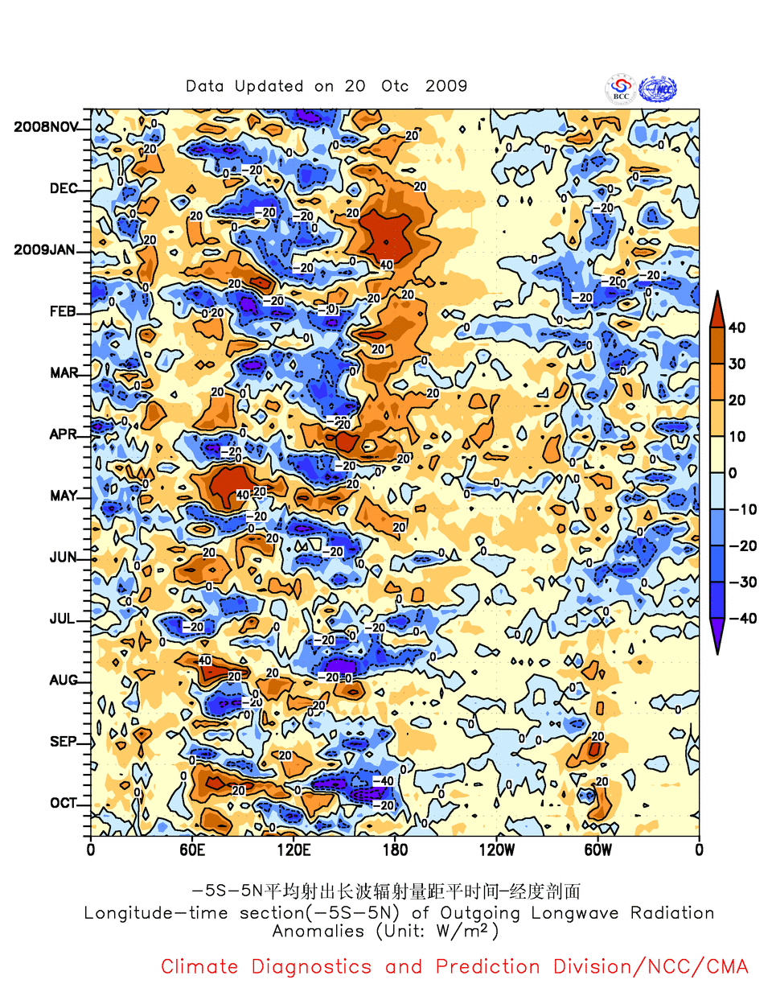 Data Updated on 20 Otc 2009
BCC
NCC
2008NOV
DEC
2009JAN
FEB
MAR
APR
MAY
JUN
JUL
AUG
SEP
OCT
0 60E 120E 180 120W 60W 0
40
30
20
10
0
-10
-20
-30
-40
-5S-5N平均射出长波辐射量距平时间-经度剖面
Longitude-time section(-5S-5N) of Outgoing Longwave Radiation
Anomalies (Unit: W/m²)
Climate Diagnostics and Prediction Division/NCC/CMA